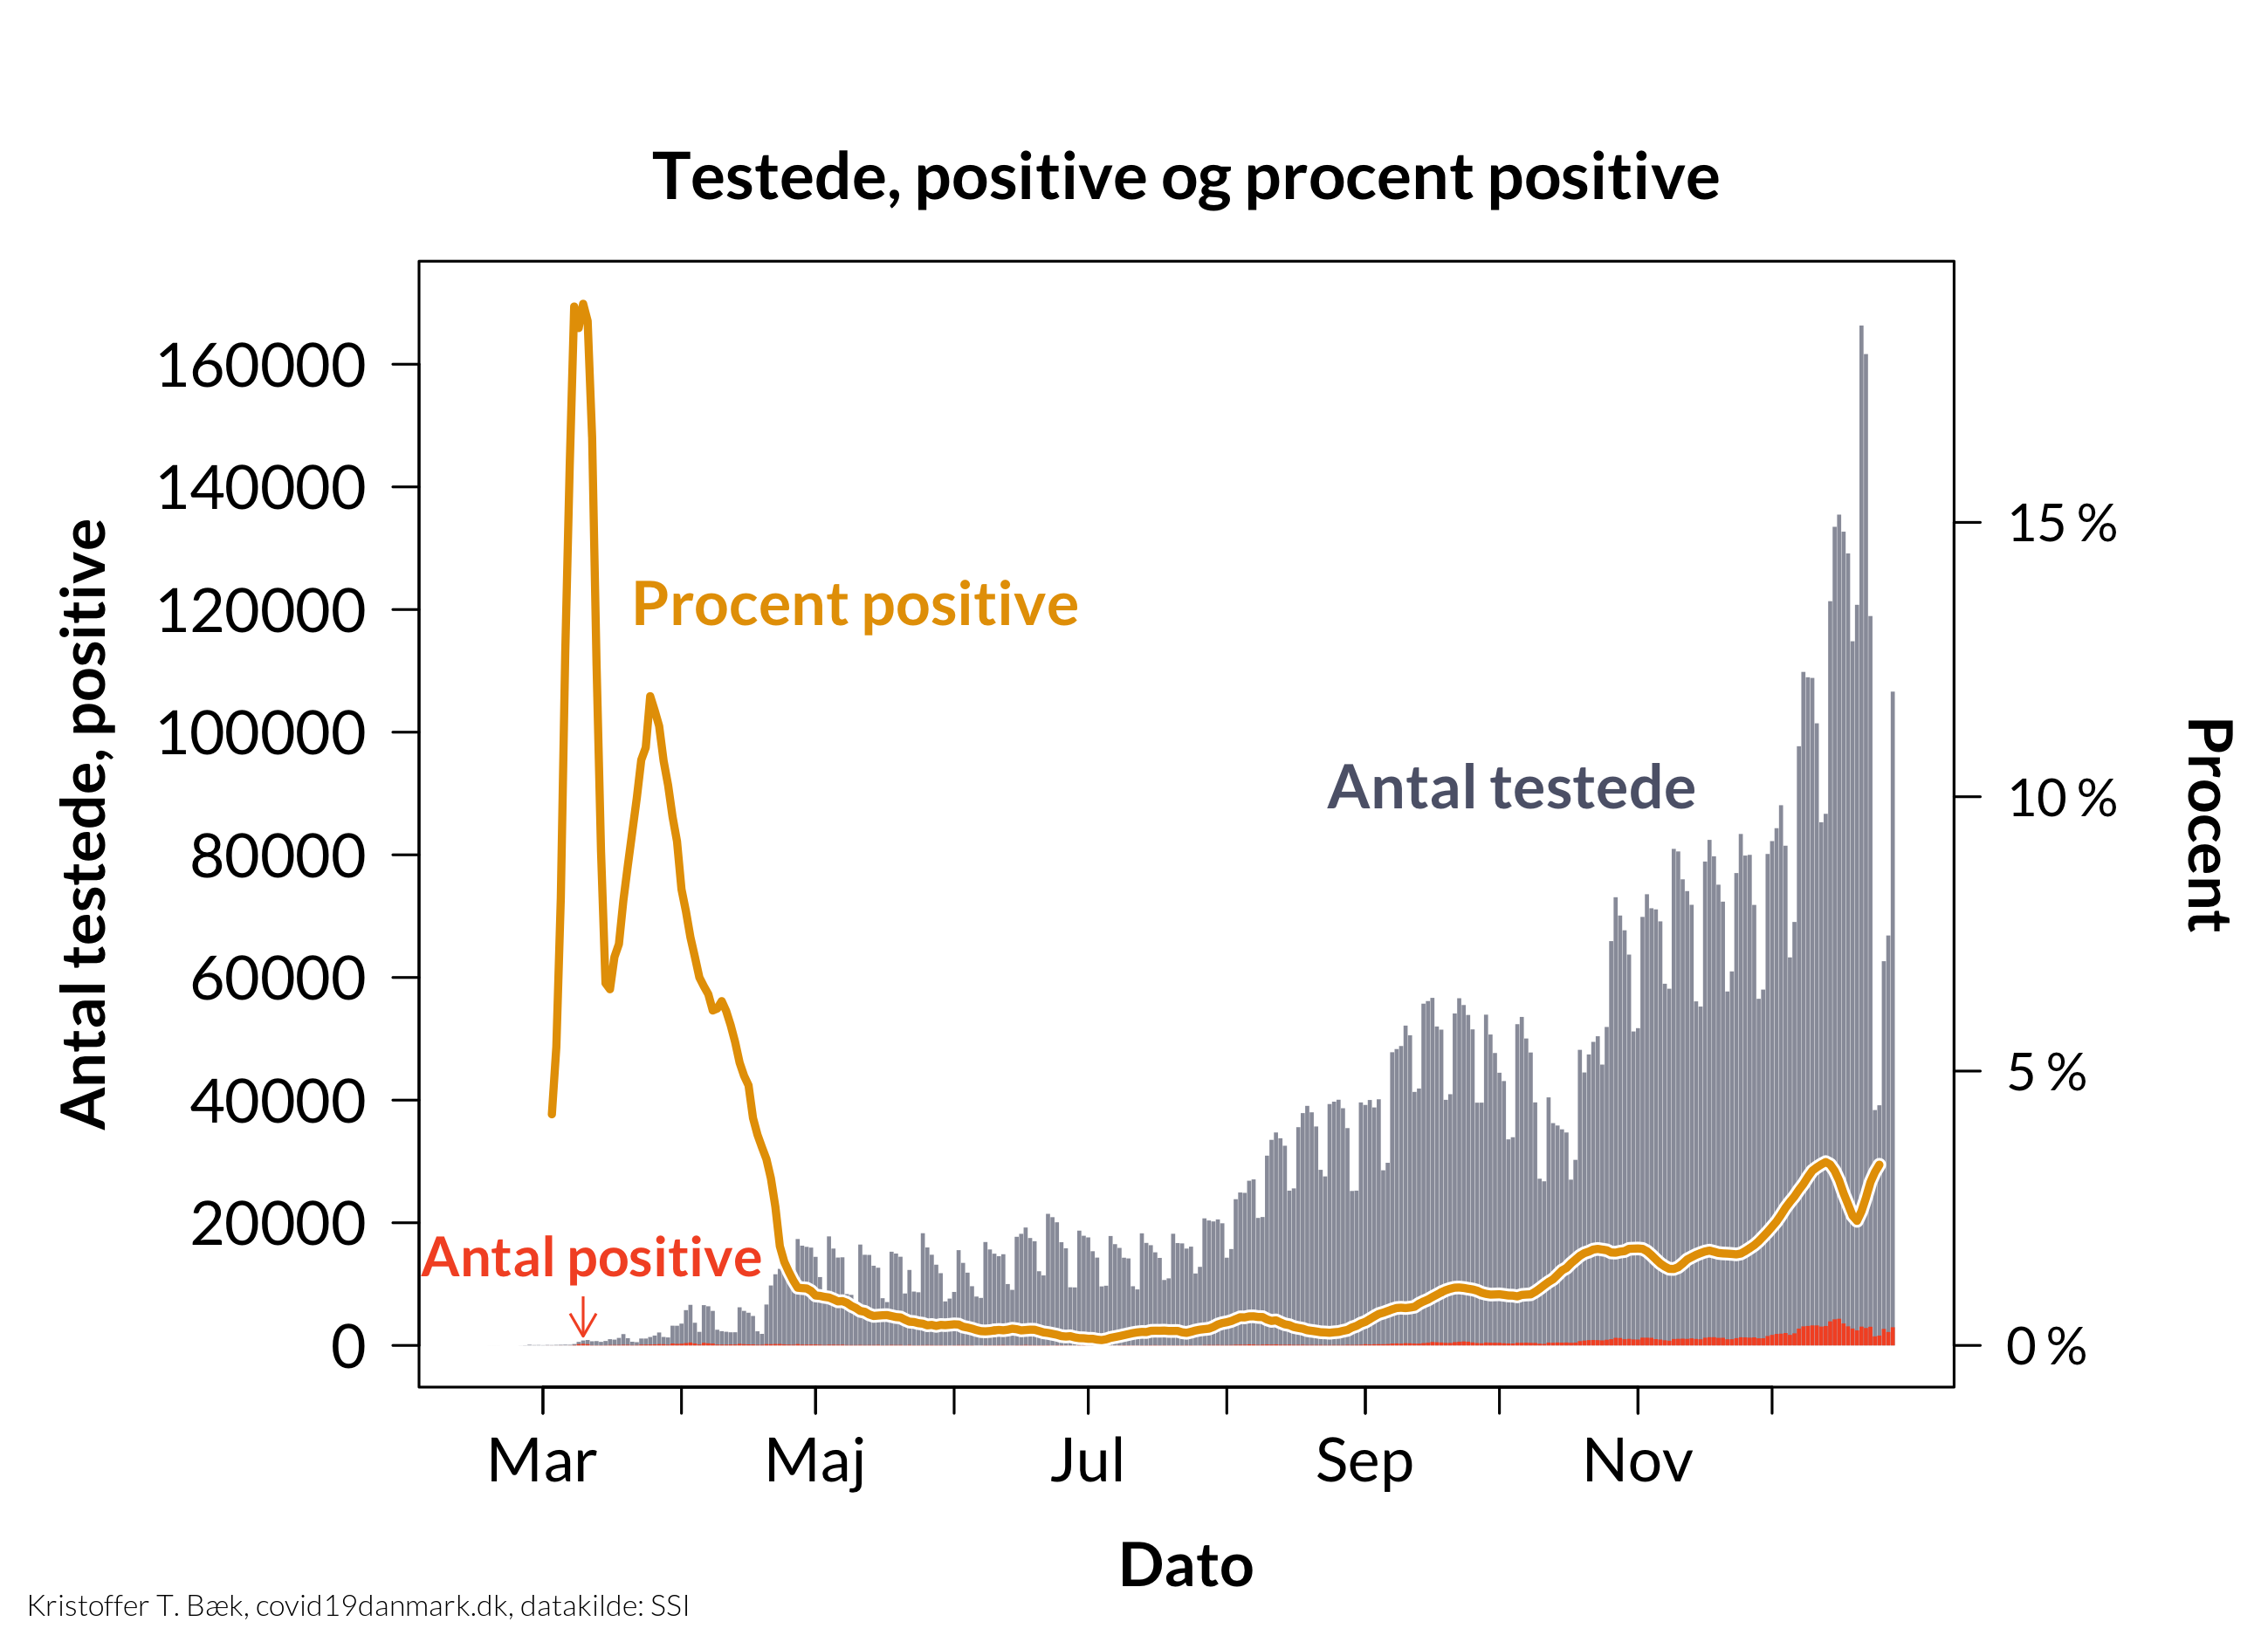 Testede, positive og procent positive
Antal testede, positive
160000
140000
120000
100000
80000
60000
40000
20000
0
Procent positive
Antal testede
Antal positive
15 %
10 %
5 %
0 %
Procent
Mar
Maj
Jul
Sep
Nov
Dato
Kristoffer T. Bæk, covid19danmark.dk, datakilde: SSI